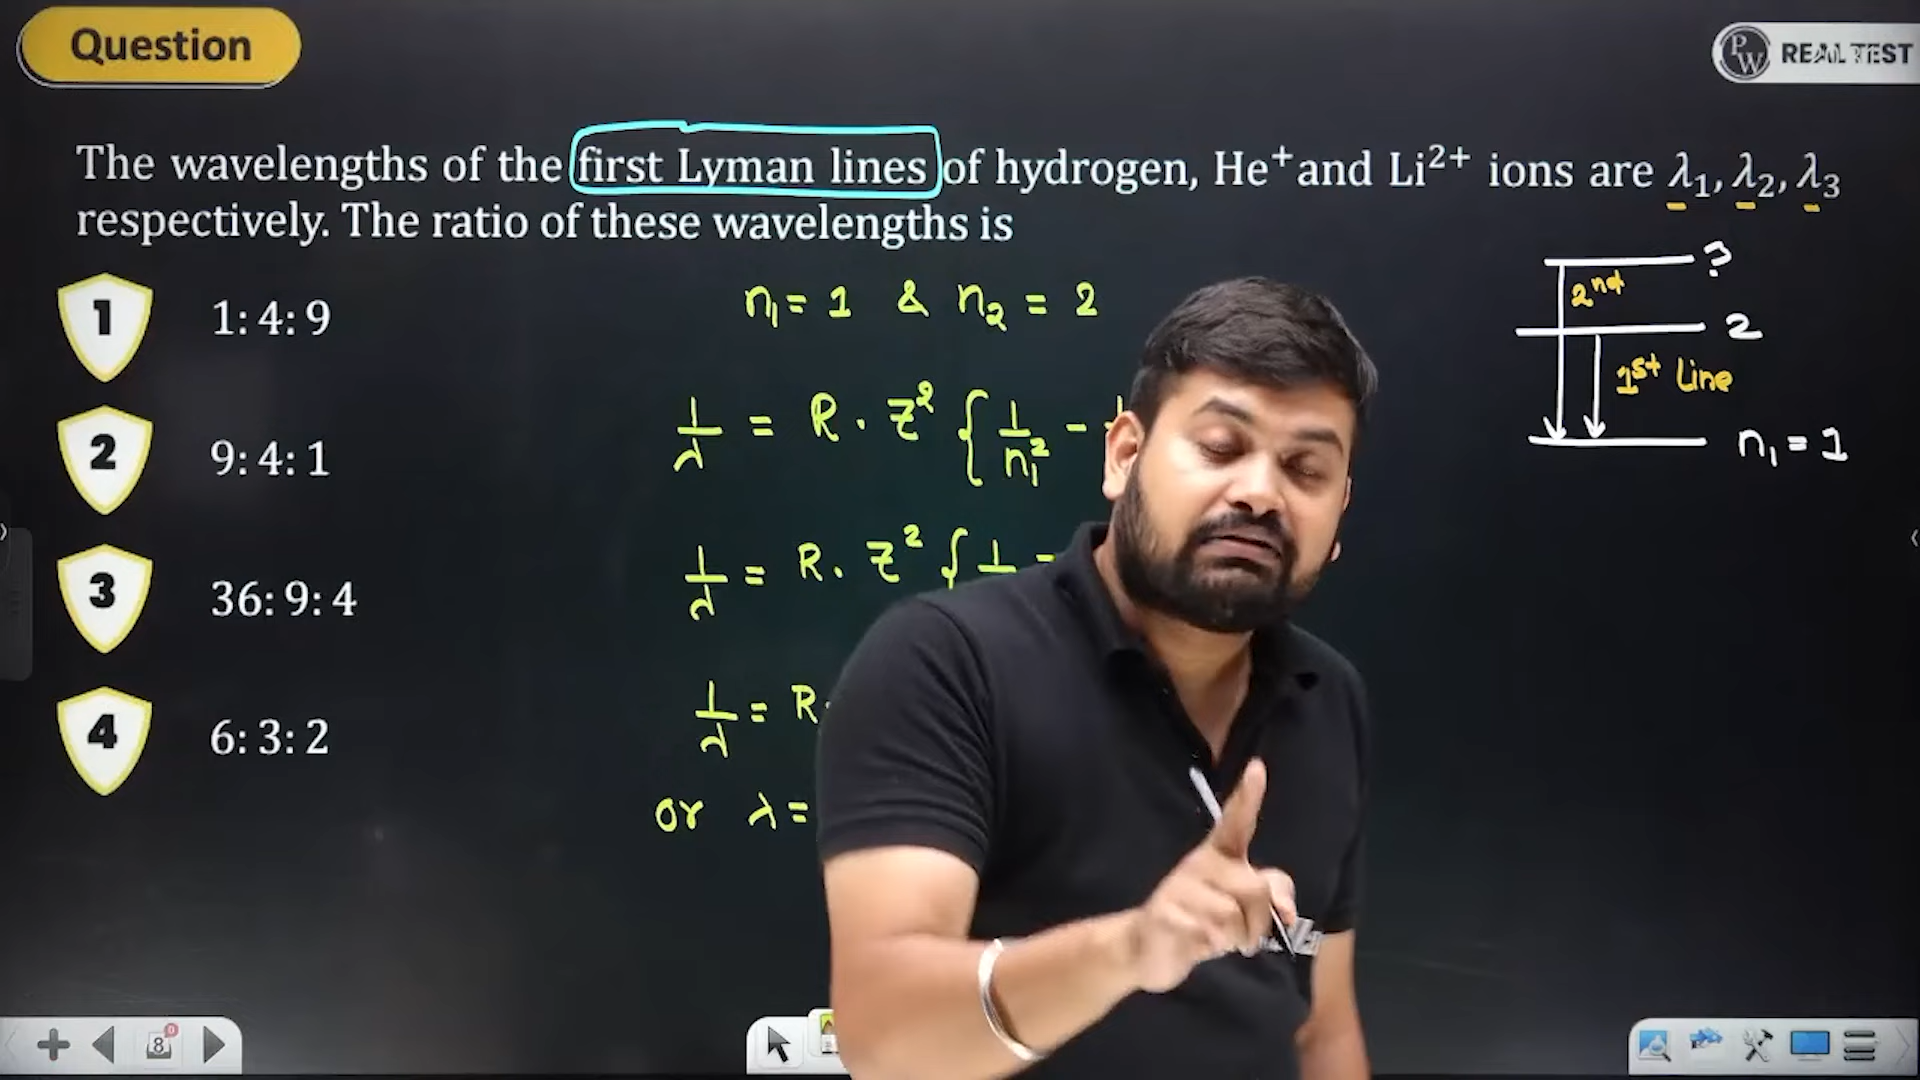 Question
PW REAL TEST
The wavelengths of the first Lyman lines of hydrogen, He⁺and Li²⁺ ions are λ₁, λ₂, λ₃
respectively. The ratio of these wavelengths is
1 1: 4: 9
2 9: 4: 1
3 36: 9: 4
4 6: 3: 2
n₁ = 1 & n₂ = 2
1/λ = R · Z² { 1/n₁² -
1/λ = R. Z² { 1 -
1/λ = R.
or λ =
?
2nd
2
1st Line
n₁ = 1
8
0